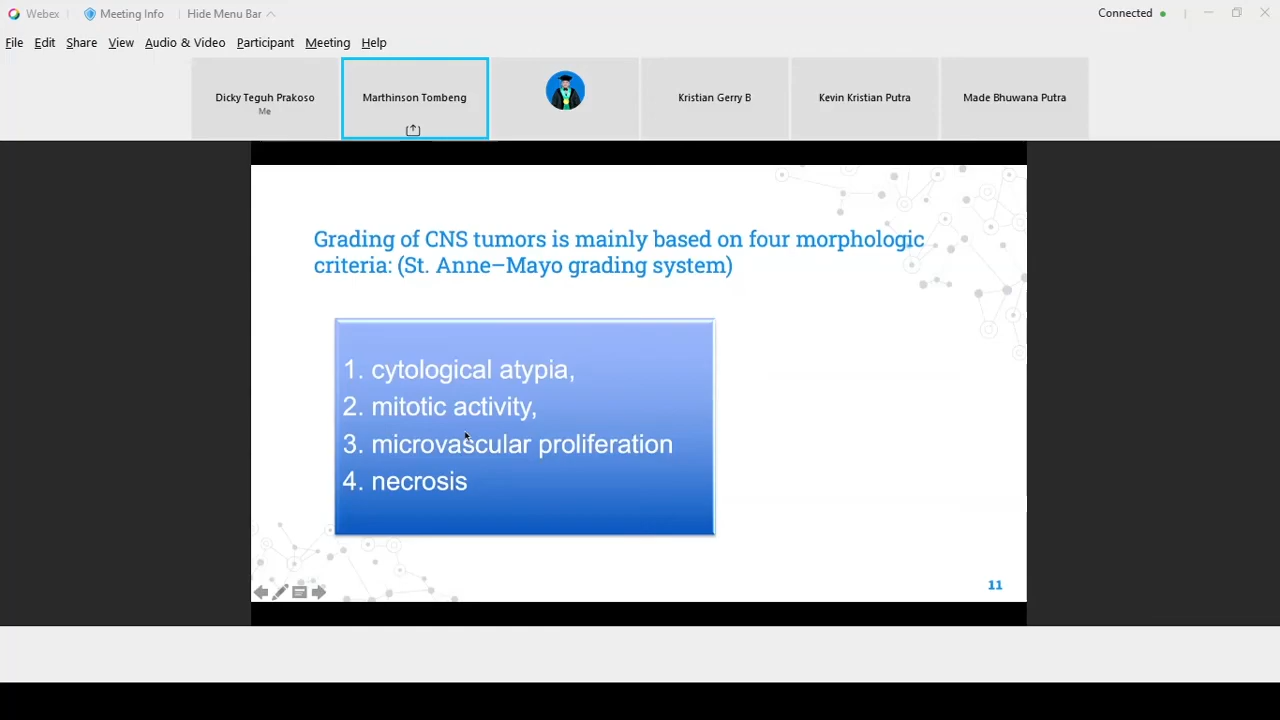 Webex
Meeting Info
Hide Menu Bar
Connected
File Edit Share View Audio & Video Participant Meeting Help
Dicky Teguh Prakoso
Me
Marthinson Tombeng
Kristian Gerry B
Kevin Kristian Putra
Made Bhuwana Putra
Grading of CNS tumors is mainly based on four morphologic
criteria: (St. Anne–Mayo grading system)
1. cytological atypia,
2. mitotic activity,
3. microvascular proliferation
4. necrosis
11